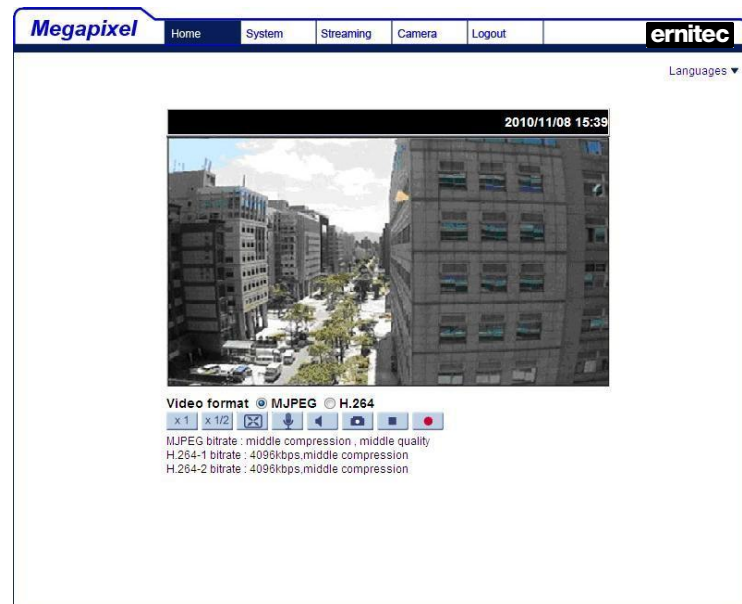 Megapixel
Home System Streaming Camera Logout
ernitec
Languages ▼
2010/11/08 15:39
Video format MJPEG H.264
x 1 x 1/2
MJPEG bitrate : middle compression , middle quality
H.264-1 bitrate : 4096kbps,middle compression
H.264-2 bitrate : 4096kbps,middle compression